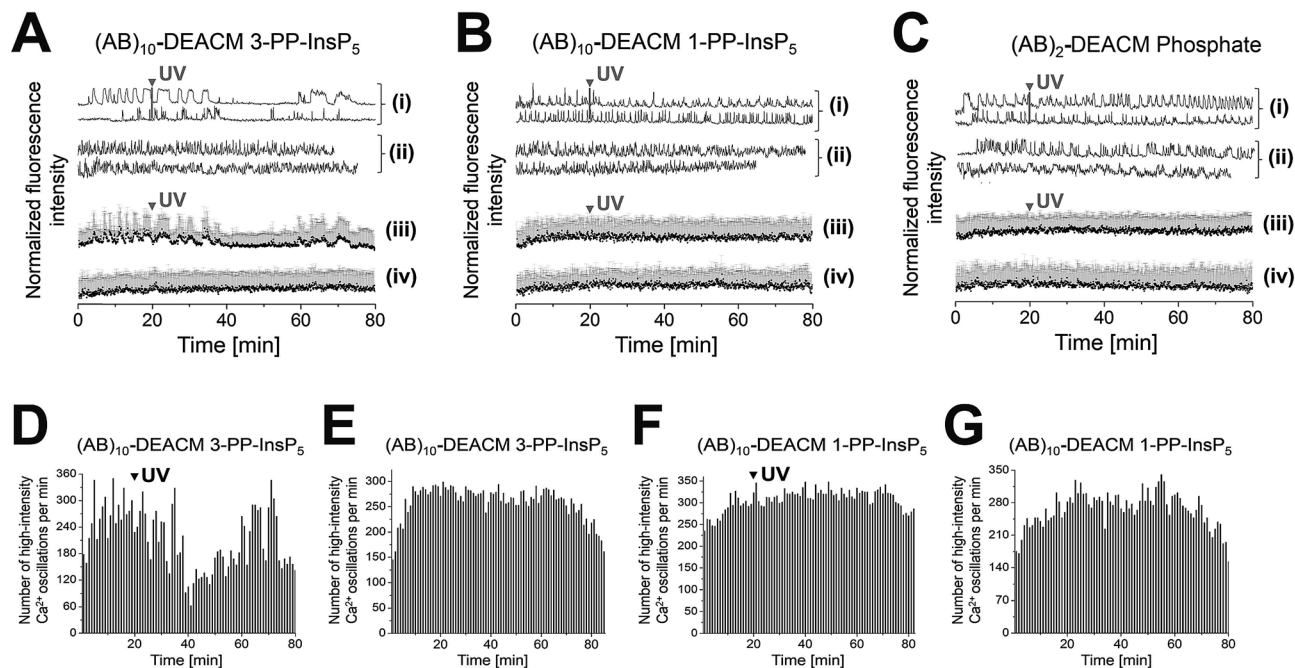 A
(AB)10-DEACM 3-PP-InsP5
Normalized fluorescence
intensity
UV
(i)
(ii)
UV
(iii)
(iv)
0 20 40 60 80
Time [min]
B
(AB)10-DEACM 1-PP-InsP5
Normalized fluorescence
intensity
UV
(i)
(ii)
UV
(iii)
(iv)
0 20 40 60 80
Time [min]
C
(AB)2-DEACM Phosphate
Normalized fluorescence
intensity
UV
(i)
(ii)
UV
(iii)
(iv)
0 20 40 60 80
Time [min]
D
(AB)10-DEACM 3-PP-InsP5
Number of high-intensity
Ca2+ oscillations per min
360
300
240
180
120
60
0
UV
0 20 40 60 80
Time [min]
E
(AB)10-DEACM 3-PP-InsP5
Number of high-intensity
Ca2+ oscillations per min
300
250
200
150
100
50
0
20 40 60 80
Time [min]
F
(AB)10-DEACM 1-PP-InsP5
Number of high-intensity
Ca2+ oscillations per min
350
300
250
200
150
100
50
0
UV
20 40 60 80
Time [min]
G
(AB)10-DEACM 1-PP-InsP5
Number of high-intensity
Ca2+ oscillations per min
350
280
210
140
70
0
20 40 60 80
Time [min]